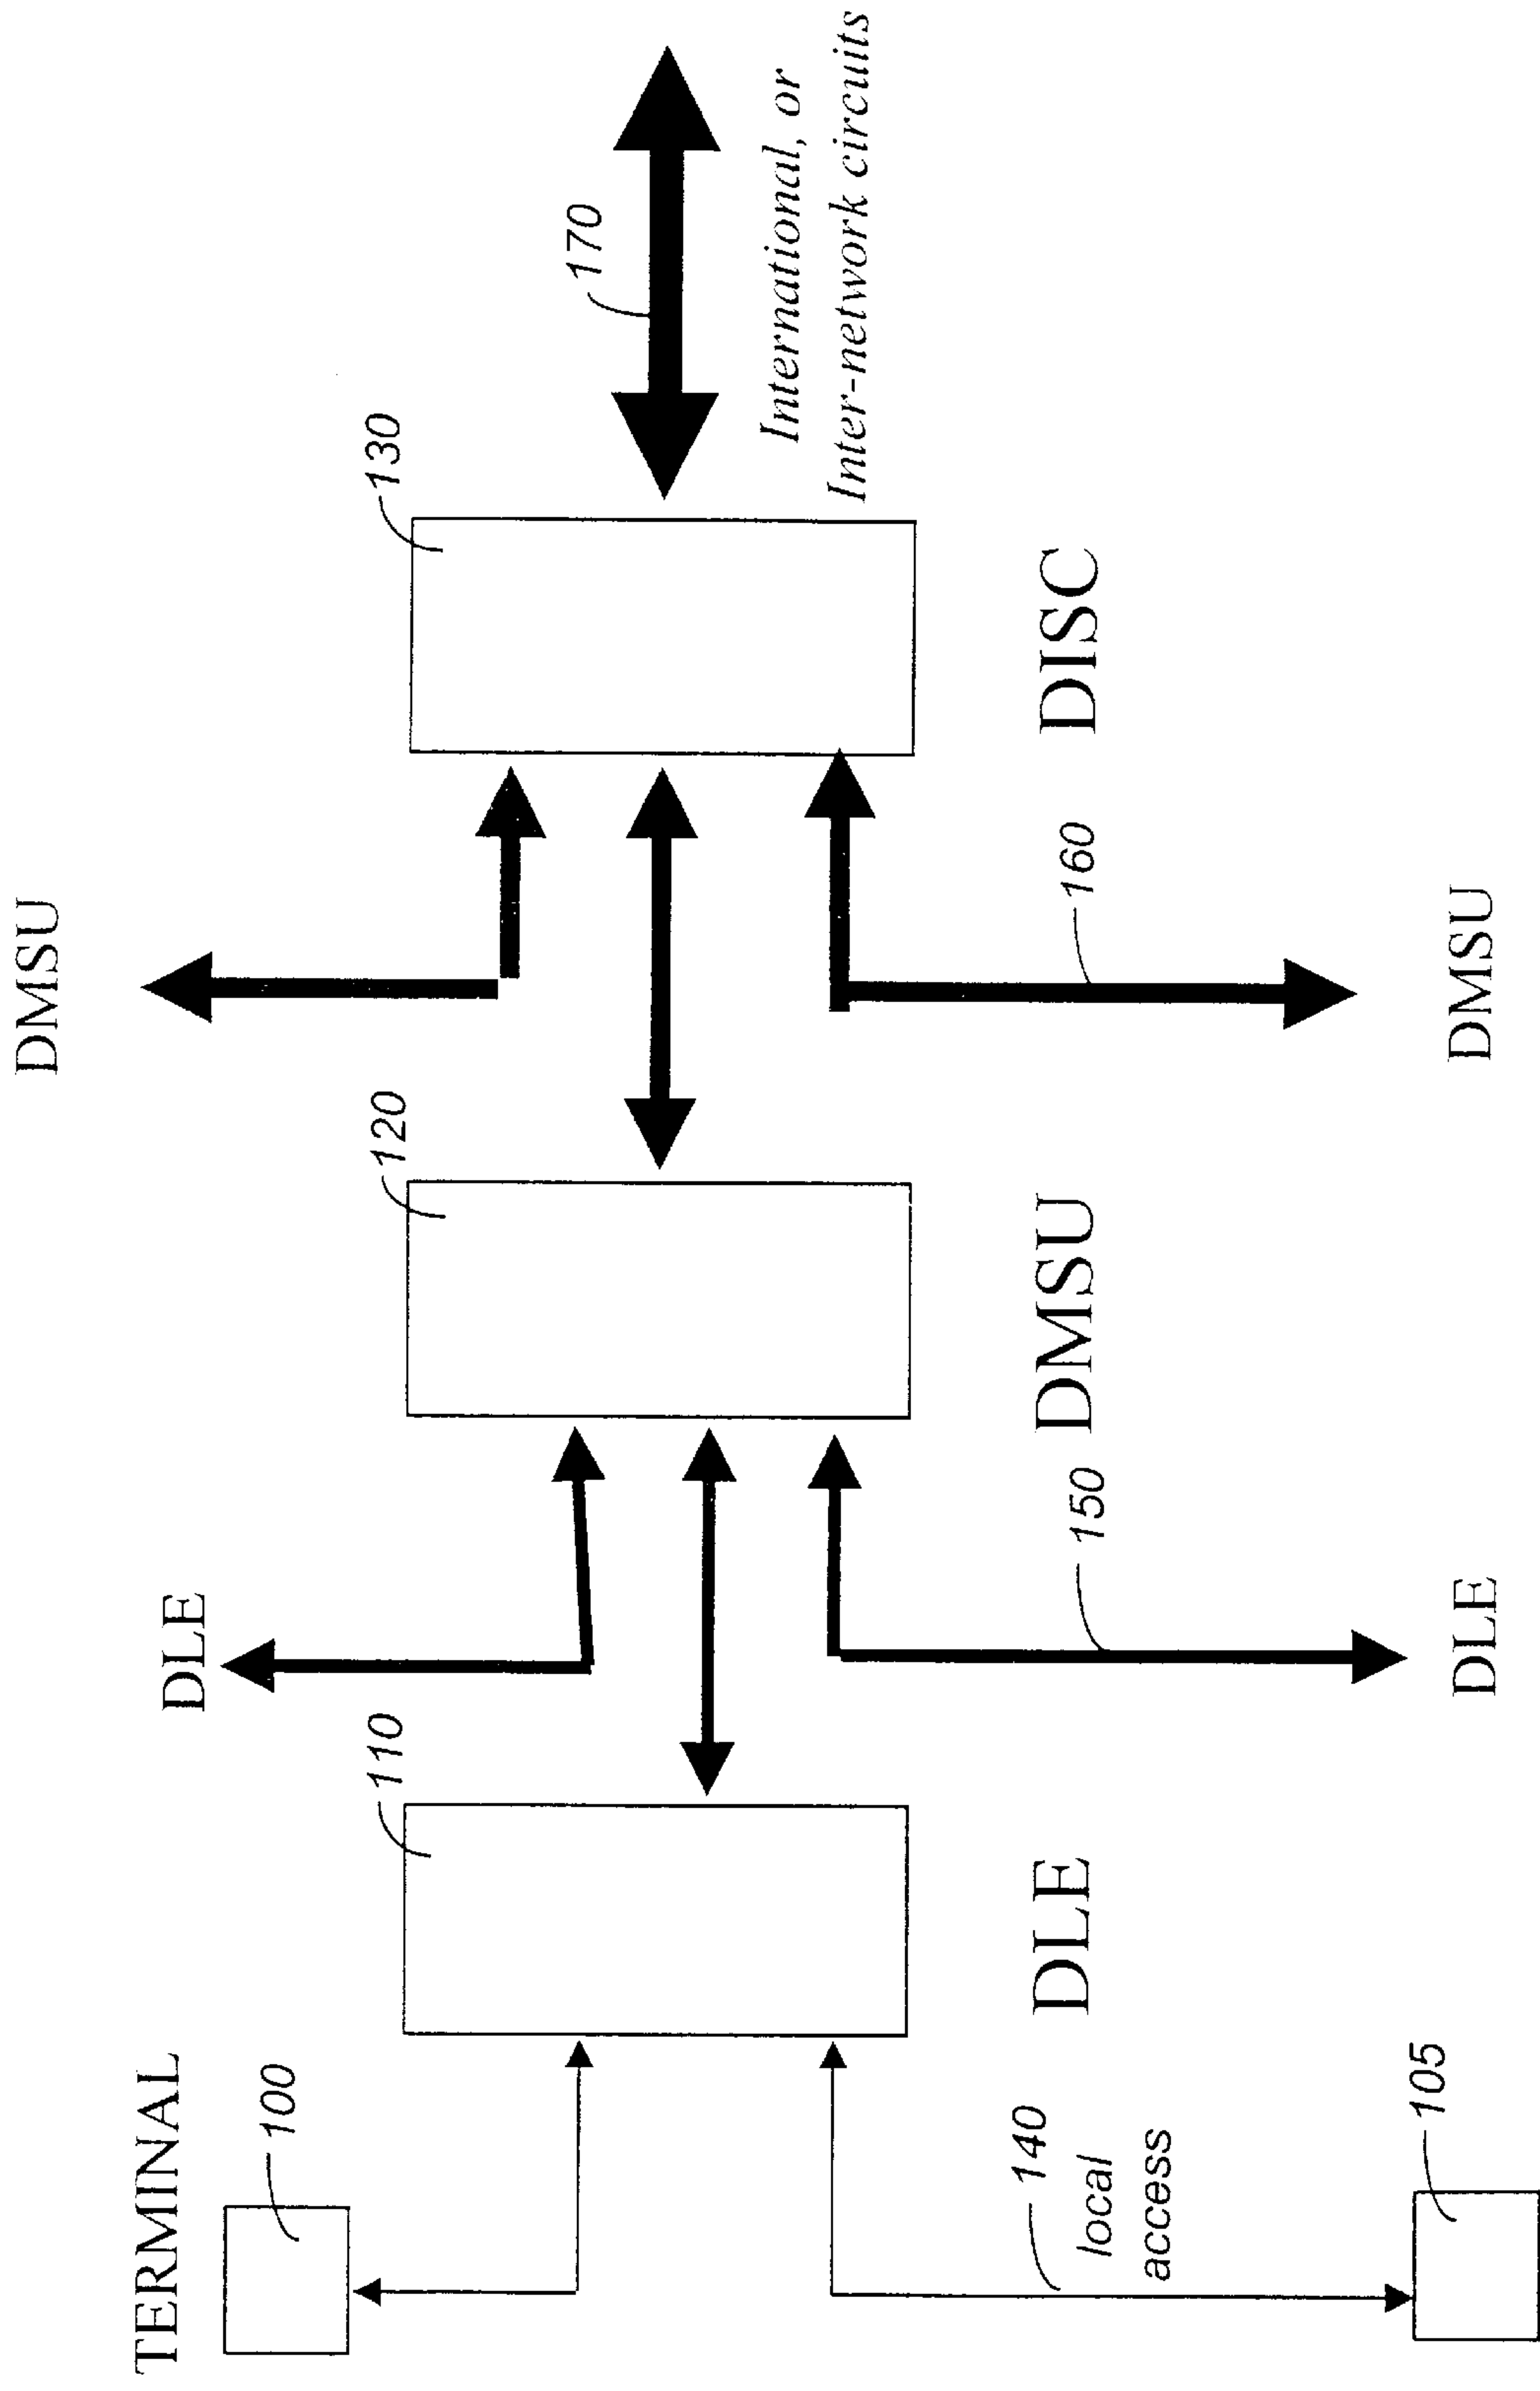 TERMINAL
100
DLE
DMSU
110
120
130
170
International, or
Inter-network circuits
DLE
DMSU
DISC
140
local
access
150
160
105
DLE
DMSU